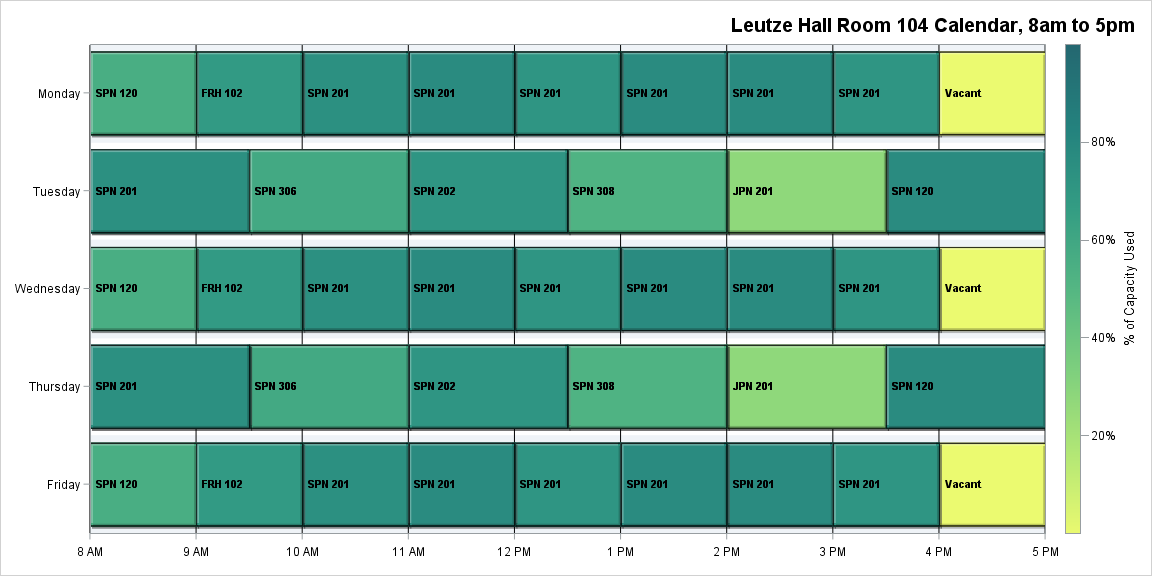 Leutze Hall Room 104 Calendar, 8am to 5pm
Monday
SPN 120
FRH 102
SPN 201
SPN 201
SPN 201
SPN 201
SPN 201
SPN 201
Vacant
Tuesday
SPN 201
SPN 306
SPN 202
SPN 308
JPN 201
SPN 120
Wednesday
SPN 120
FRH 102
SPN 201
SPN 201
SPN 201
SPN 201
SPN 201
SPN 201
Vacant
Thursday
SPN 201
SPN 306
SPN 202
SPN 308
JPN 201
SPN 120
Friday
SPN 120
FRH 102
SPN 201
SPN 201
SPN 201
SPN 201
SPN 201
SPN 201
Vacant
8 AM
9 AM
10 AM
11 AM
12 PM
1 PM
2 PM
3 PM
4 PM
5 PM
80%
60%
40%
20%
% of Capacity Used